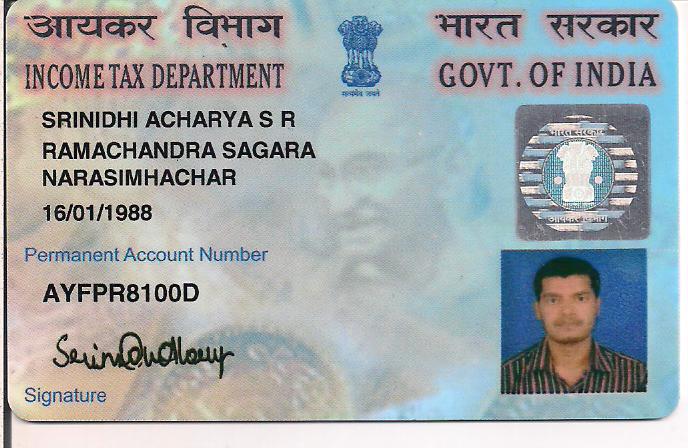 आयकर विभाग
भारत सरकार
INCOME TAX DEPARTMENT
GOVT. OF INDIA
सत्यमेव जयते
SRINIDHI ACHARYA S R
RAMACHANDRA SAGARA
NARASIMHACHAR
16/01/1988
भारत सरकार
आयकर विभाग
Permanent Account Number
AYFPR8100D
Signature